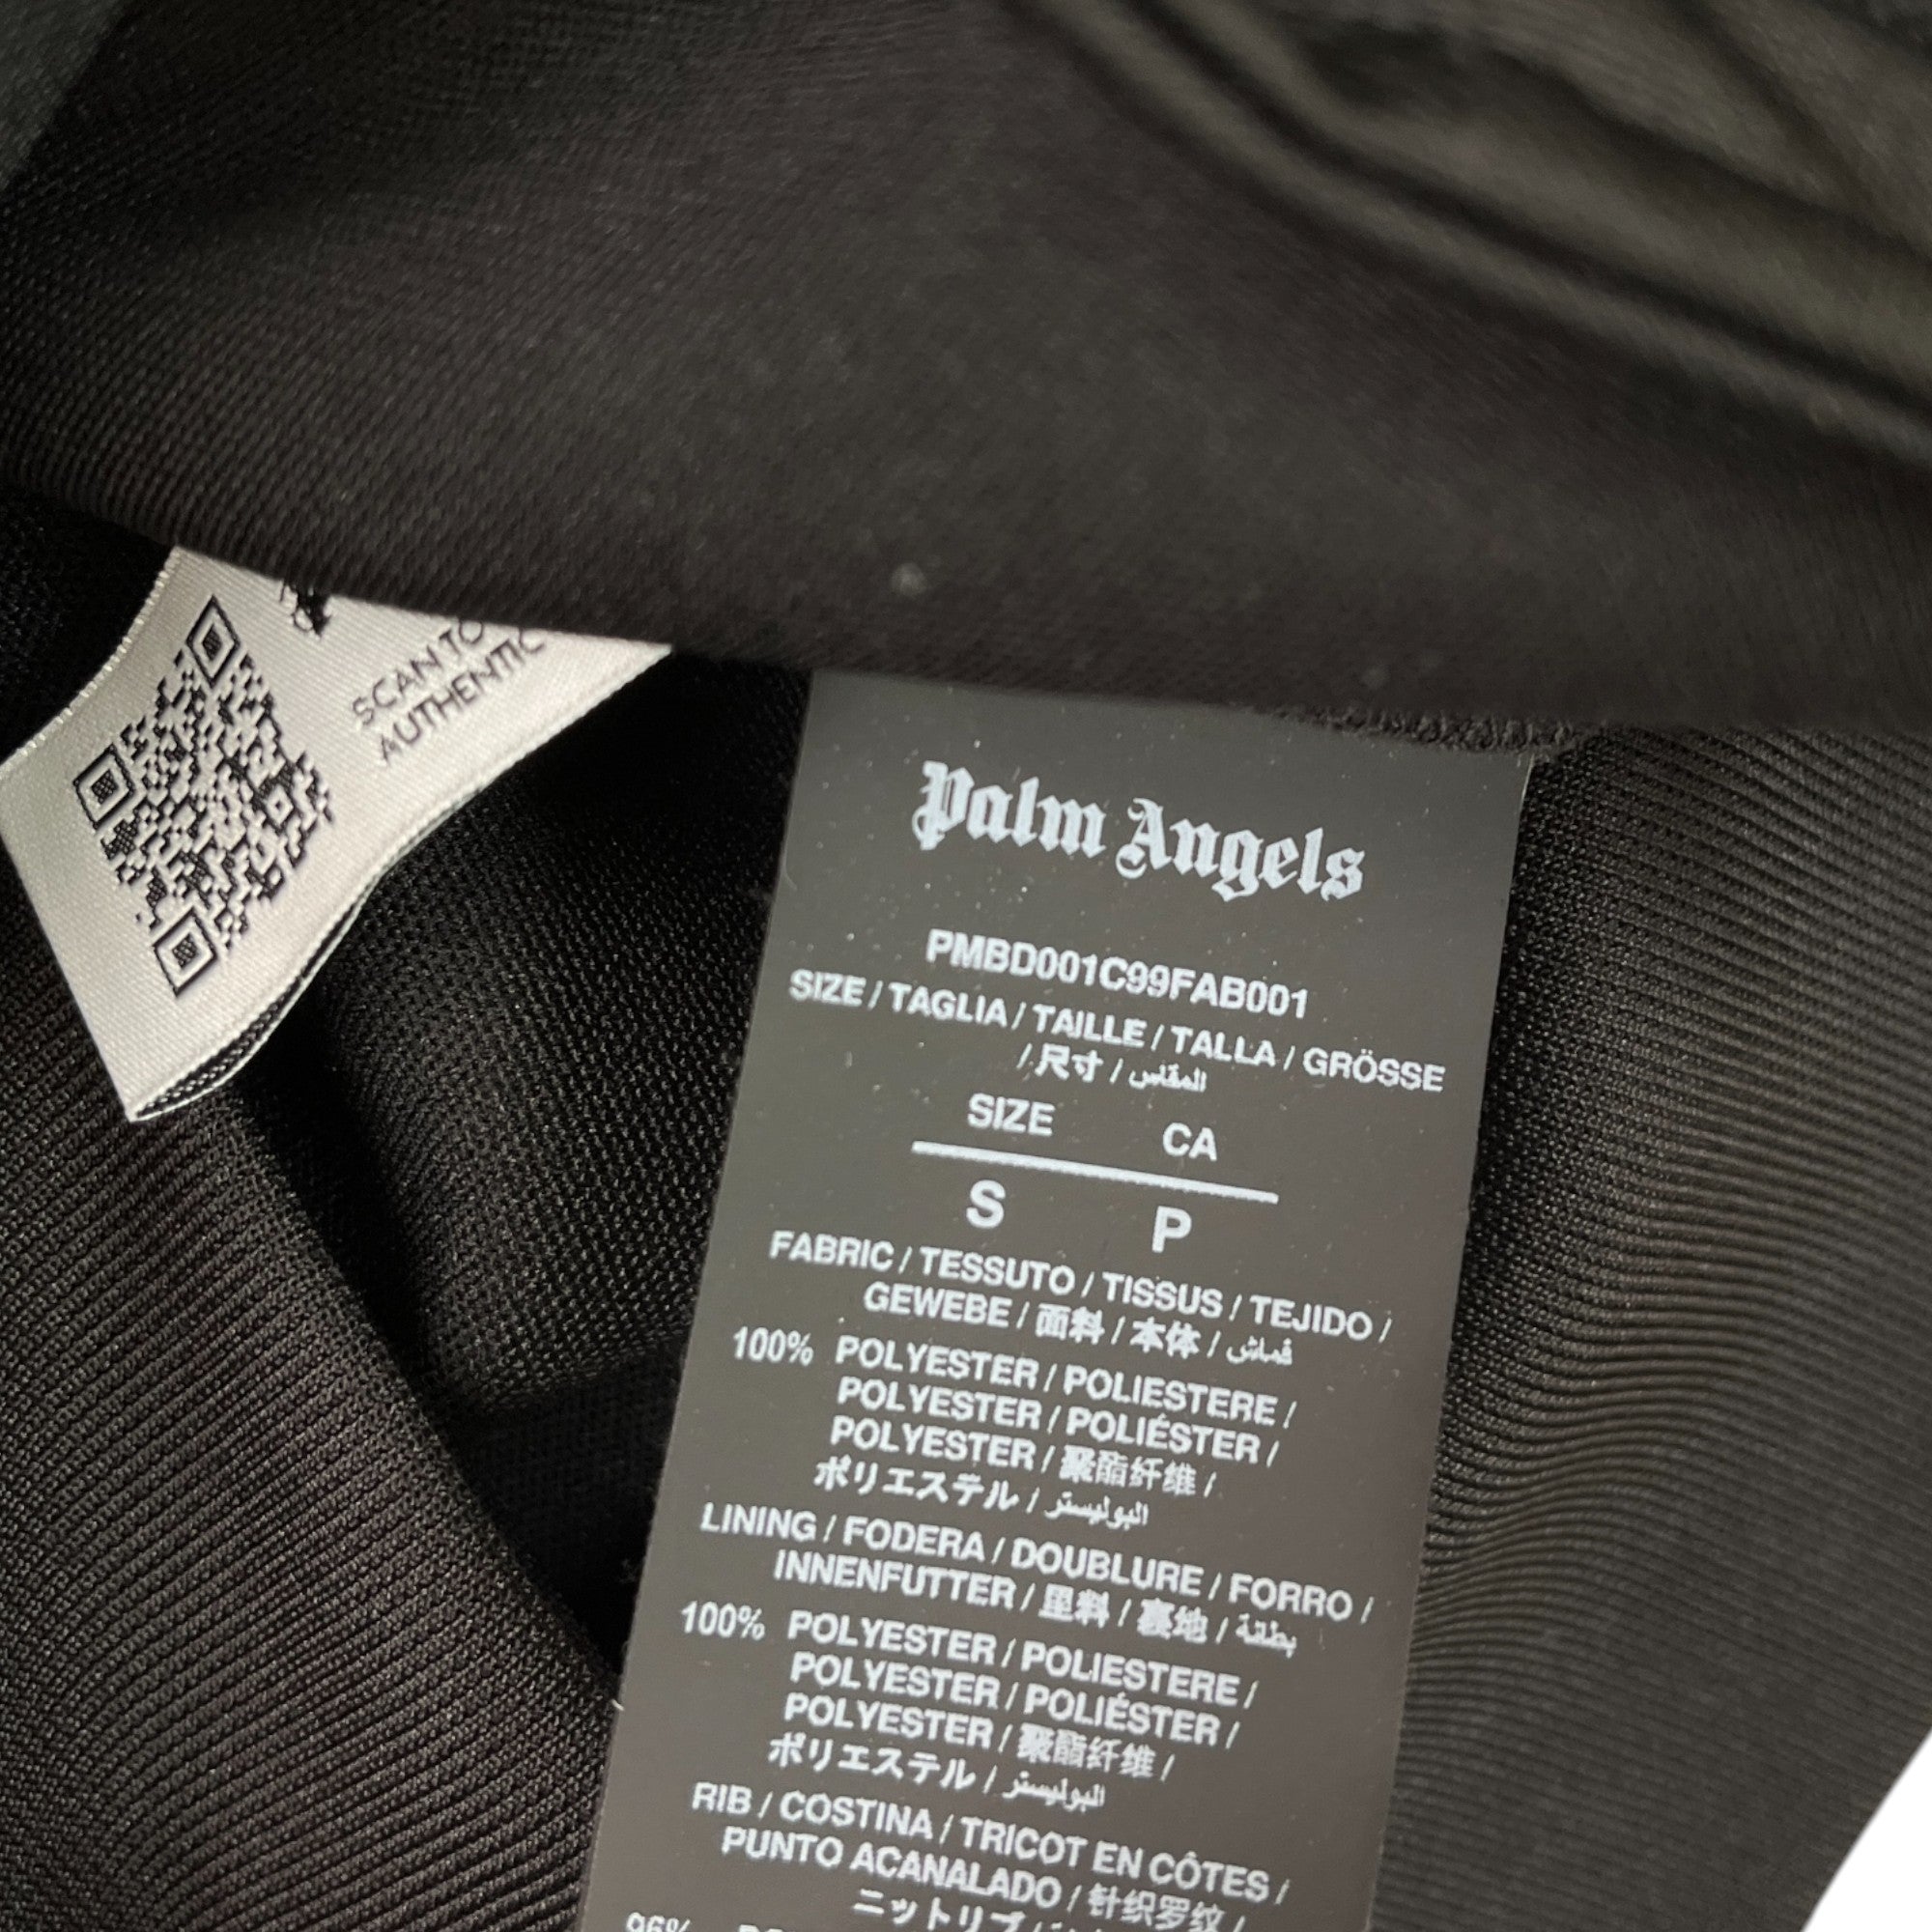 SCAN TO
Palm Angels
PMBD001C99FAB001
SIZE / TAGLIA / TAILLE / TALLA / GRÖSSE
/ 尺寸 / المقاس
SIZE CA
S P
FABRIC / TESSUTO / TISSUS / TEJIDO /
GEWEBE / 面料 / 本体 / قماش
100% POLYESTER / POLIESTERE /
POLYESTER / POLIÉSTER /
POLYESTER / 聚酯纤维 /
ポリエステル / البوليستر
LINING / FODERA / DOUBLURE / FORRO /
INNENFUTTER / 里料 / 裏地 / بطانة
100% POLYESTER / POLIESTERE /
POLYESTER / POLIÉSTER /
POLYESTER / 聚酯纤维 /
ポリエステル / البوليستر
RIB / COSTINA / TRICOT EN CÔTES /
PUNTO ACANALADO / 针织罗纹 /
ニットリブ /
96%